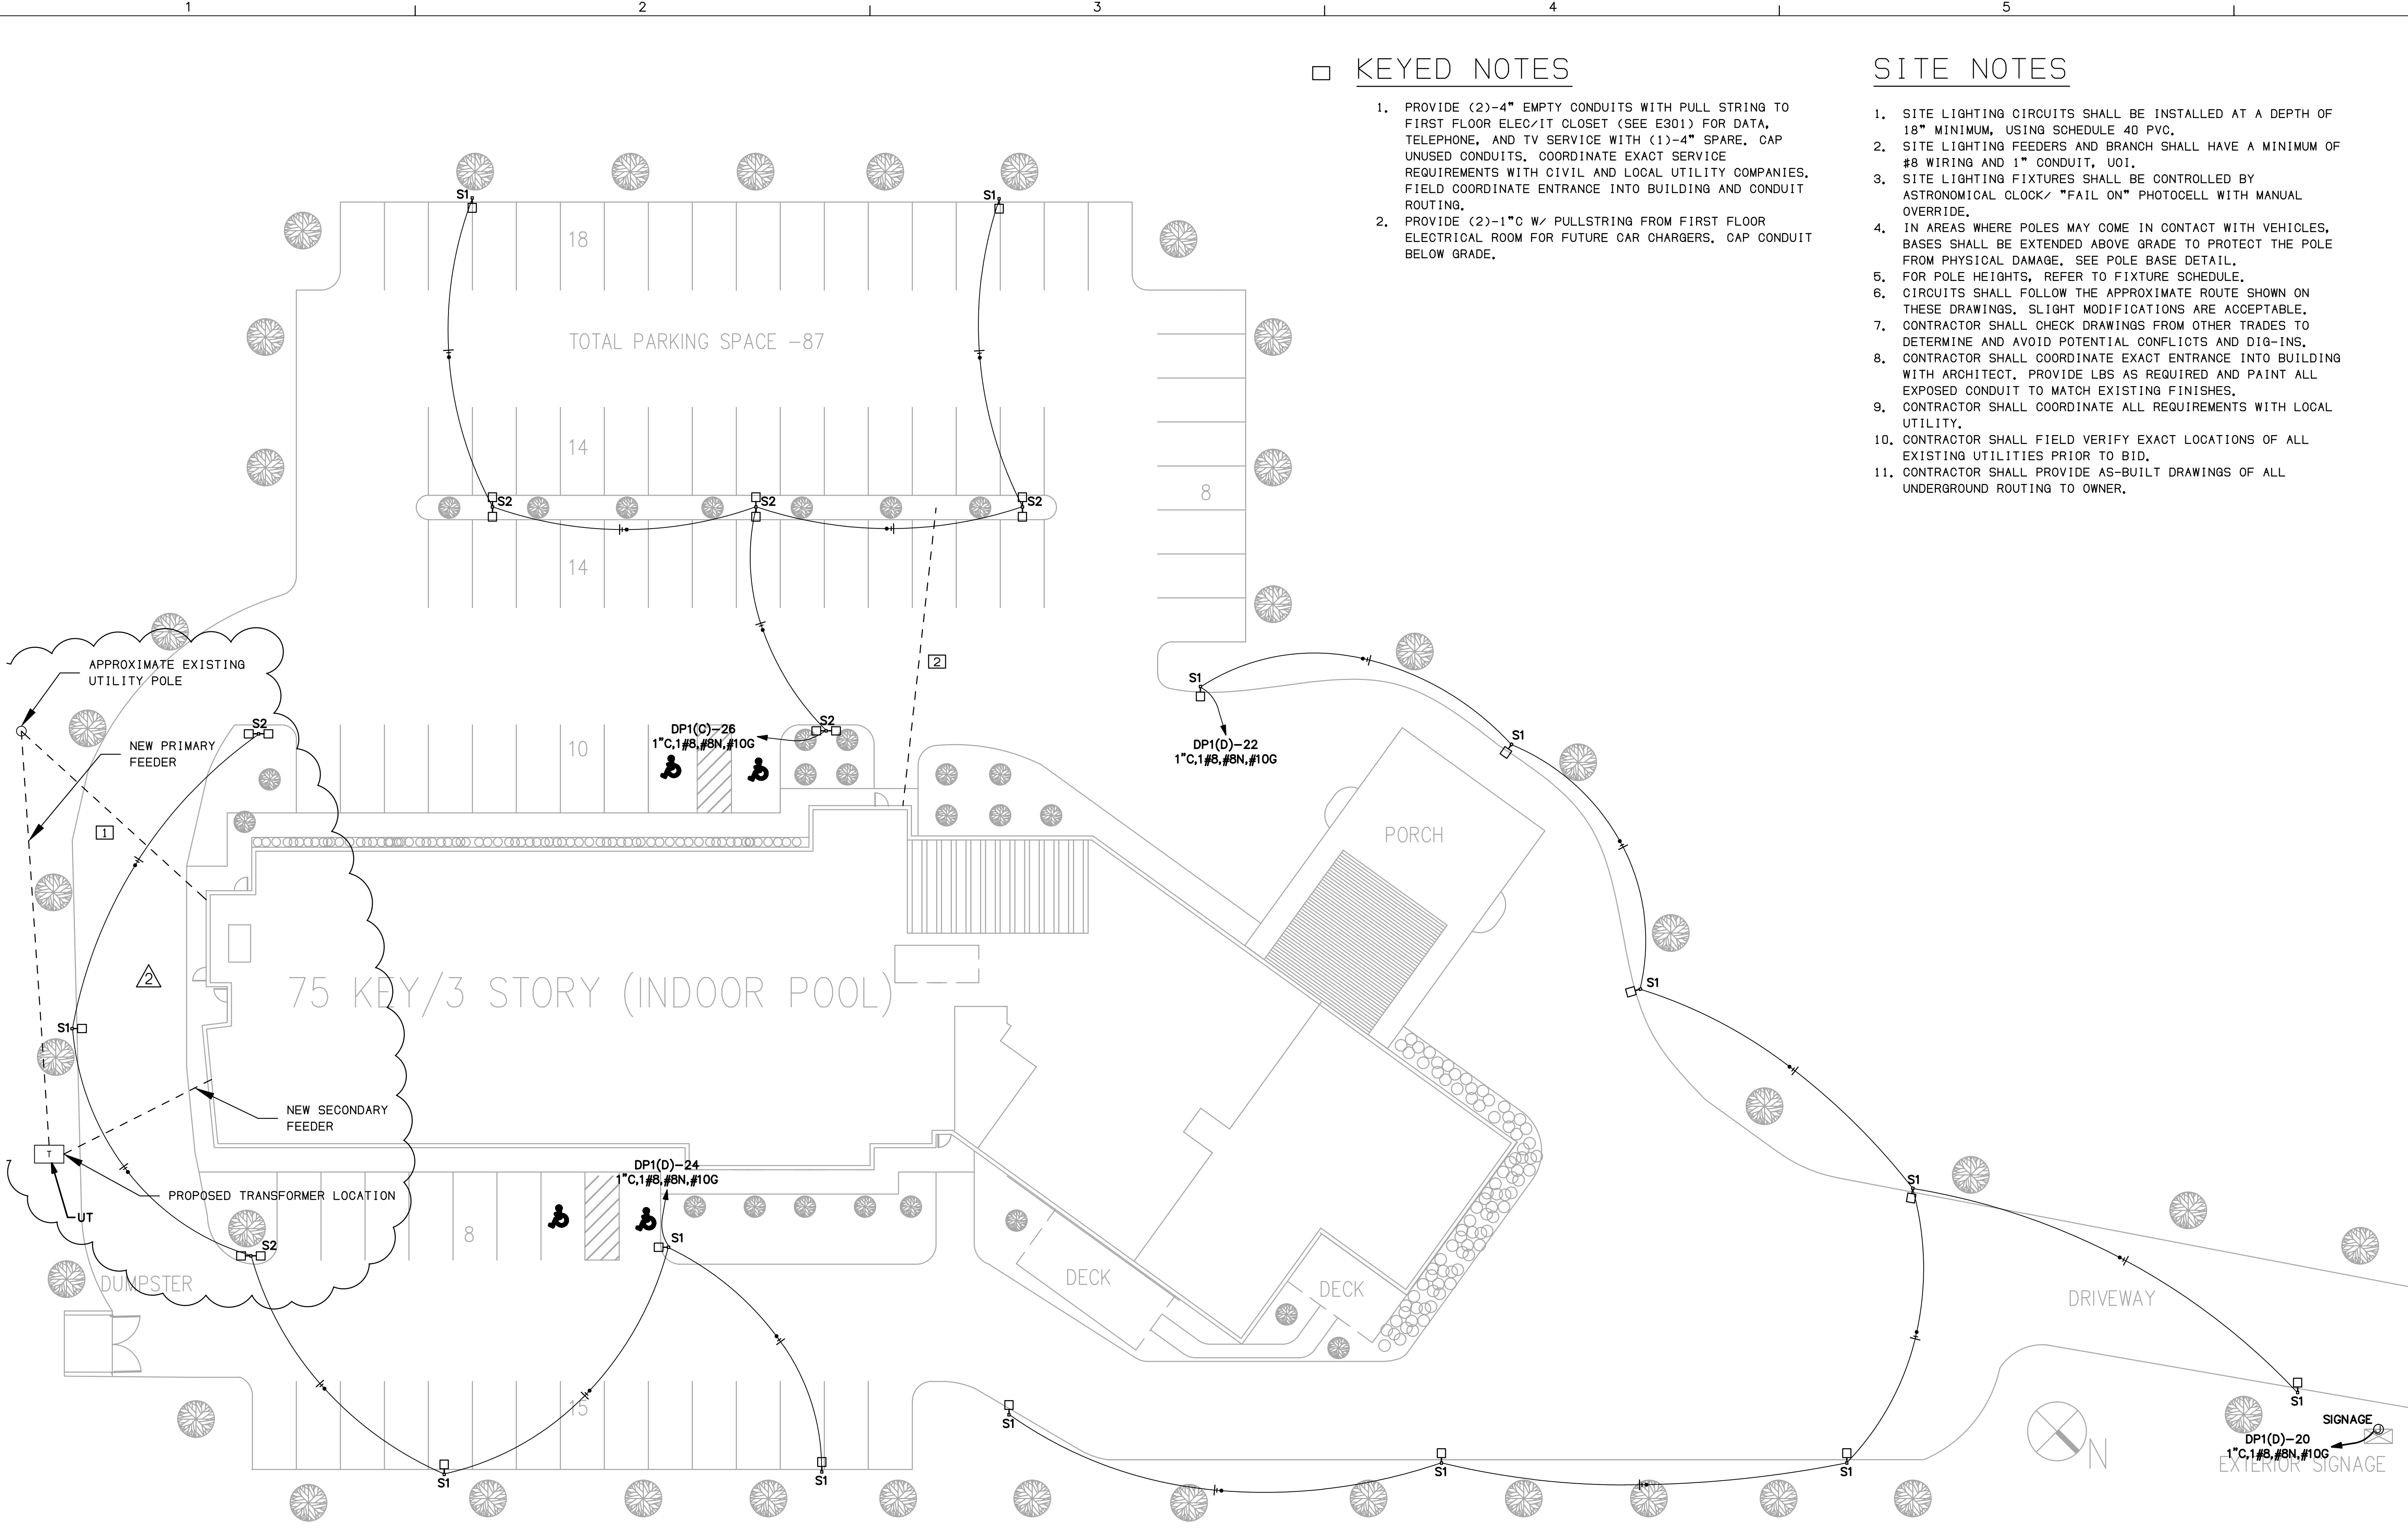 1
2
3
4
5
KEYED NOTES
1. PROVIDE (2)-4" EMPTY CONDUITS WITH PULL STRING TO
FIRST FLOOR ELEC/IT CLOSET (SEE E301) FOR DATA,
TELEPHONE, AND TV SERVICE WITH (1)-4" SPARE. CAP
UNUSED CONDUITS. COORDINATE EXACT SERVICE
REQUIREMENTS WITH CIVIL AND LOCAL UTILITY COMPANIES.
FIELD COORDINATE ENTRANCE INTO BUILDING AND CONDUIT
ROUTING.
2. PROVIDE (2)-1"C W/ PULLSTRING FROM FIRST FLOOR
ELECTRICAL ROOM FOR FUTURE CAR CHARGERS. CAP CONDUIT
BELOW GRADE.
SITE NOTES
1. SITE LIGHTING CIRCUITS SHALL BE INSTALLED AT A DEPTH OF
18" MINIMUM, USING SCHEDULE 40 PVC.
2. SITE LIGHTING FEEDERS AND BRANCH SHALL HAVE A MINIMUM OF
#8 WIRING AND 1" CONDUIT, UOI.
3. SITE LIGHTING FIXTURES SHALL BE CONTROLLED BY
ASTRONOMICAL CLOCK/ "FAIL ON" PHOTOCELL WITH MANUAL
OVERRIDE.
4. IN AREAS WHERE POLES MAY COME IN CONTACT WITH VEHICLES,
BASES SHALL BE EXTENDED ABOVE GRADE TO PROTECT THE POLE
FROM PHYSICAL DAMAGE. SEE POLE BASE DETAIL.
5. FOR POLE HEIGHTS, REFER TO FIXTURE SCHEDULE.
6. CIRCUITS SHALL FOLLOW THE APPROXIMATE ROUTE SHOWN ON
THESE DRAWINGS. SLIGHT MODIFICATIONS ARE ACCEPTABLE.
7. CONTRACTOR SHALL CHECK DRAWINGS FROM OTHER TRADES TO
DETERMINE AND AVOID POTENTIAL CONFLICTS AND DIG-INS.
8. CONTRACTOR SHALL COORDINATE EXACT ENTRANCE INTO BUILDING
WITH ARCHITECT. PROVIDE LBS AS REQUIRED AND PAINT ALL
EXPOSED CONDUIT TO MATCH EXISTING FINISHES.
9. CONTRACTOR SHALL COORDINATE ALL REQUIREMENTS WITH LOCAL
UTILITY.
10. CONTRACTOR SHALL FIELD VERIFY EXACT LOCATIONS OF ALL
EXISTING UTILITIES PRIOR TO BID.
11. CONTRACTOR SHALL PROVIDE AS-BUILT DRAWINGS OF ALL
UNDERGROUND ROUTING TO OWNER.
S1
S1
18
TOTAL PARKING SPACE -87
14
8
S2
S2
S2
14
2
APPROXIMATE EXISTING
UTILITY POLE
S1
S2
DP1(C)-26
1"C,1#8,#8N,#10G
S2
S1
NEW PRIMARY
FEEDER
10
DP1(D)-22
1"C,1#8,#8N,#10G
1
PORCH
2
75 KEY/3 STORY (INDOOR POOL)
S1
S1
NEW SECONDARY
FEEDER
T
DP1(D)-24
1"C,1#8,#8N,#10G
PROPOSED TRANSFORMER LOCATION
S1
UT
8
S1
S2
DUMPSTER
DECK
DECK
DRIVEWAY
15
S1
S1
SIGNAGE
DP1(D)-20
1"C,1#8,#8N,#10G
N
EXTERIOR SIGNAGE
S1
S1
S1
S1